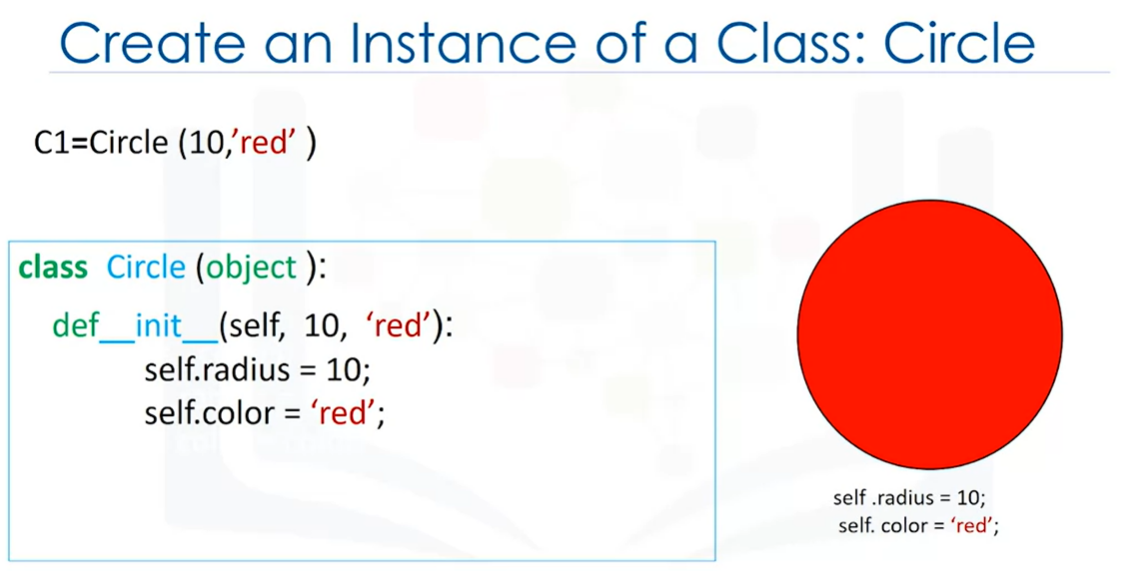 Create an Instance of a Class: Circle
C1=Circle (10,’red’ )
class Circle (object ):
def__init__(self, 10, ‘red’):
self.radius = 10;
self.color = ‘red’;
self .radius = 10;
self. color = ‘red’;